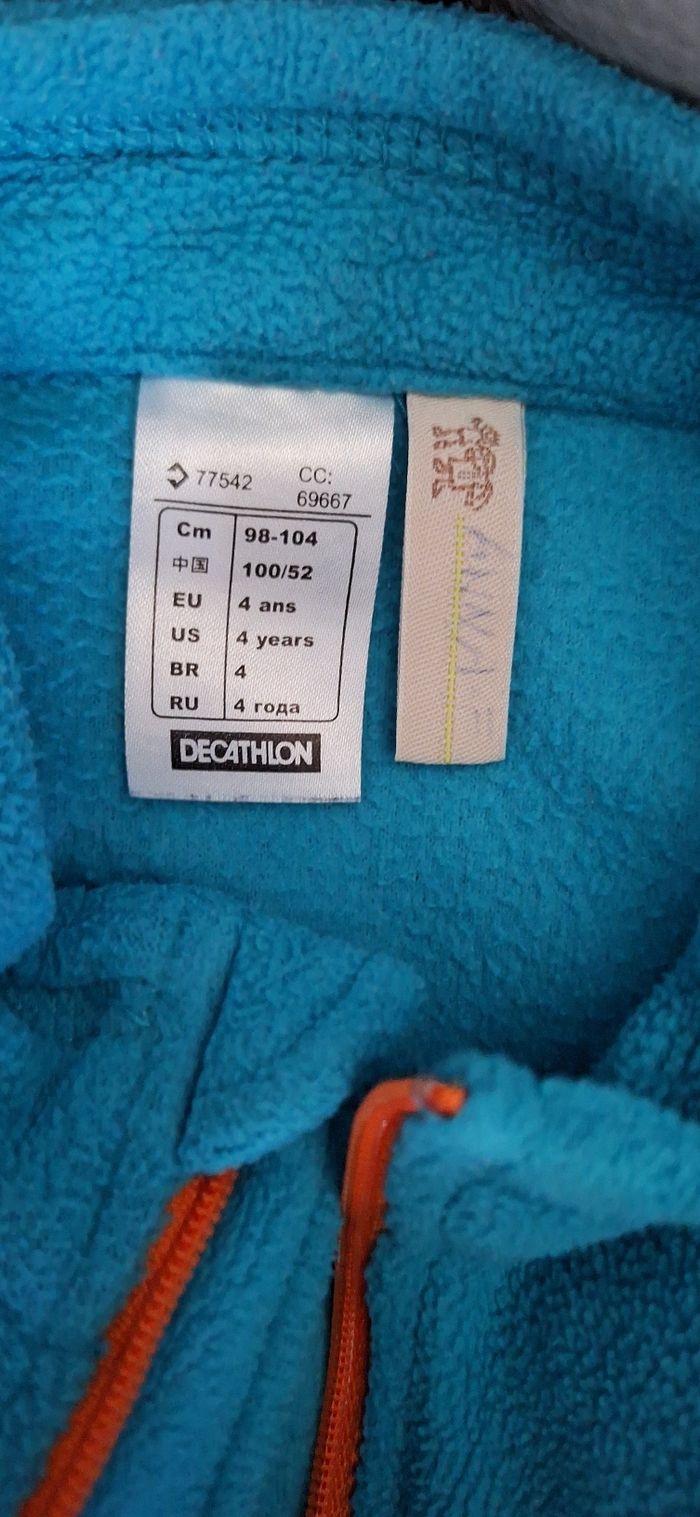 77542 CC:
69667
Cm 98-104
中国 100/52
EU 4 ans
US 4 years
BR 4
RU 4 года
DECATHLON
ANNA